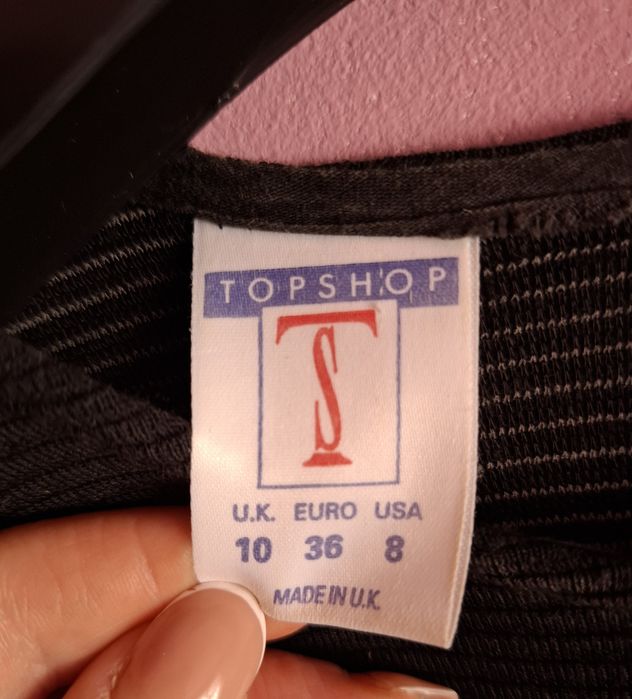 TOPSHOP
TS
U.K. EURO USA
10 36 8
MADE IN U.K.